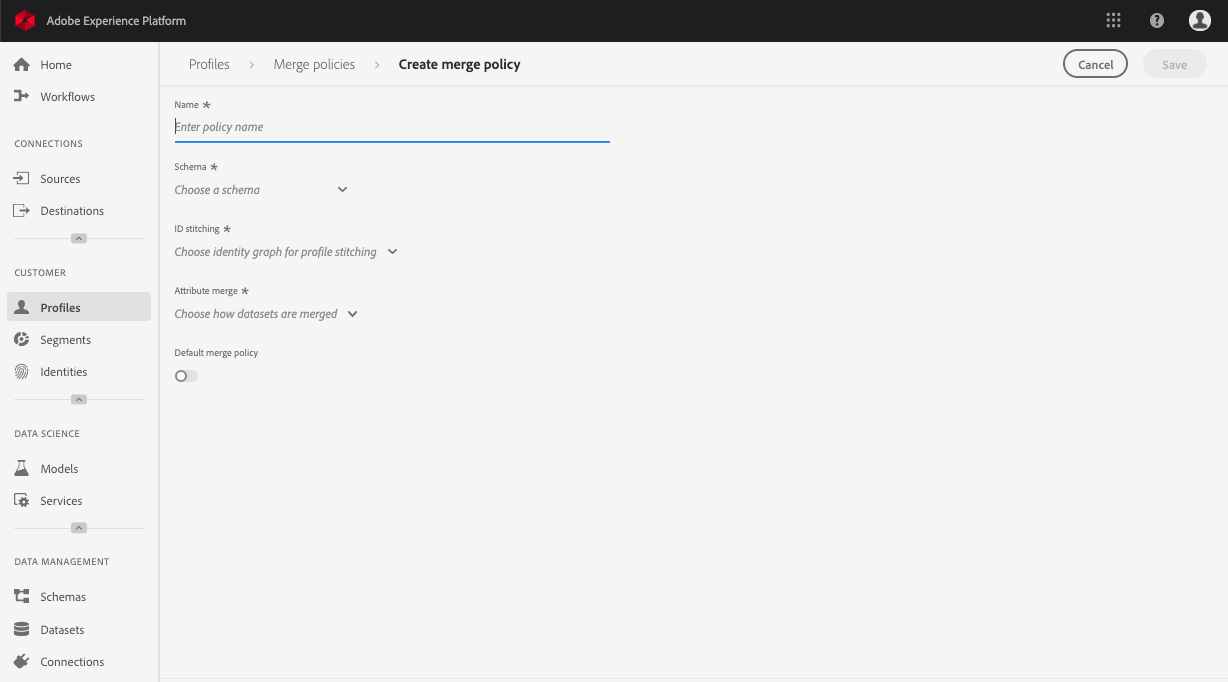 Adobe Experience Platform
Home
Workflows
CONNECTIONS
Sources
Destinations
CUSTOMER
Profiles
Segments
Identities
DATA SCIENCE
Models
Services
DATA MANAGEMENT
Schemas
Datasets
Connections
Profiles > Merge policies > Create merge policy
Cancel
Save
Name *
Enter policy name
Schema *
Choose a schema
ID stitching *
Choose identity graph for profile stitching
Attribute merge *
Choose how datasets are merged
Default merge policy